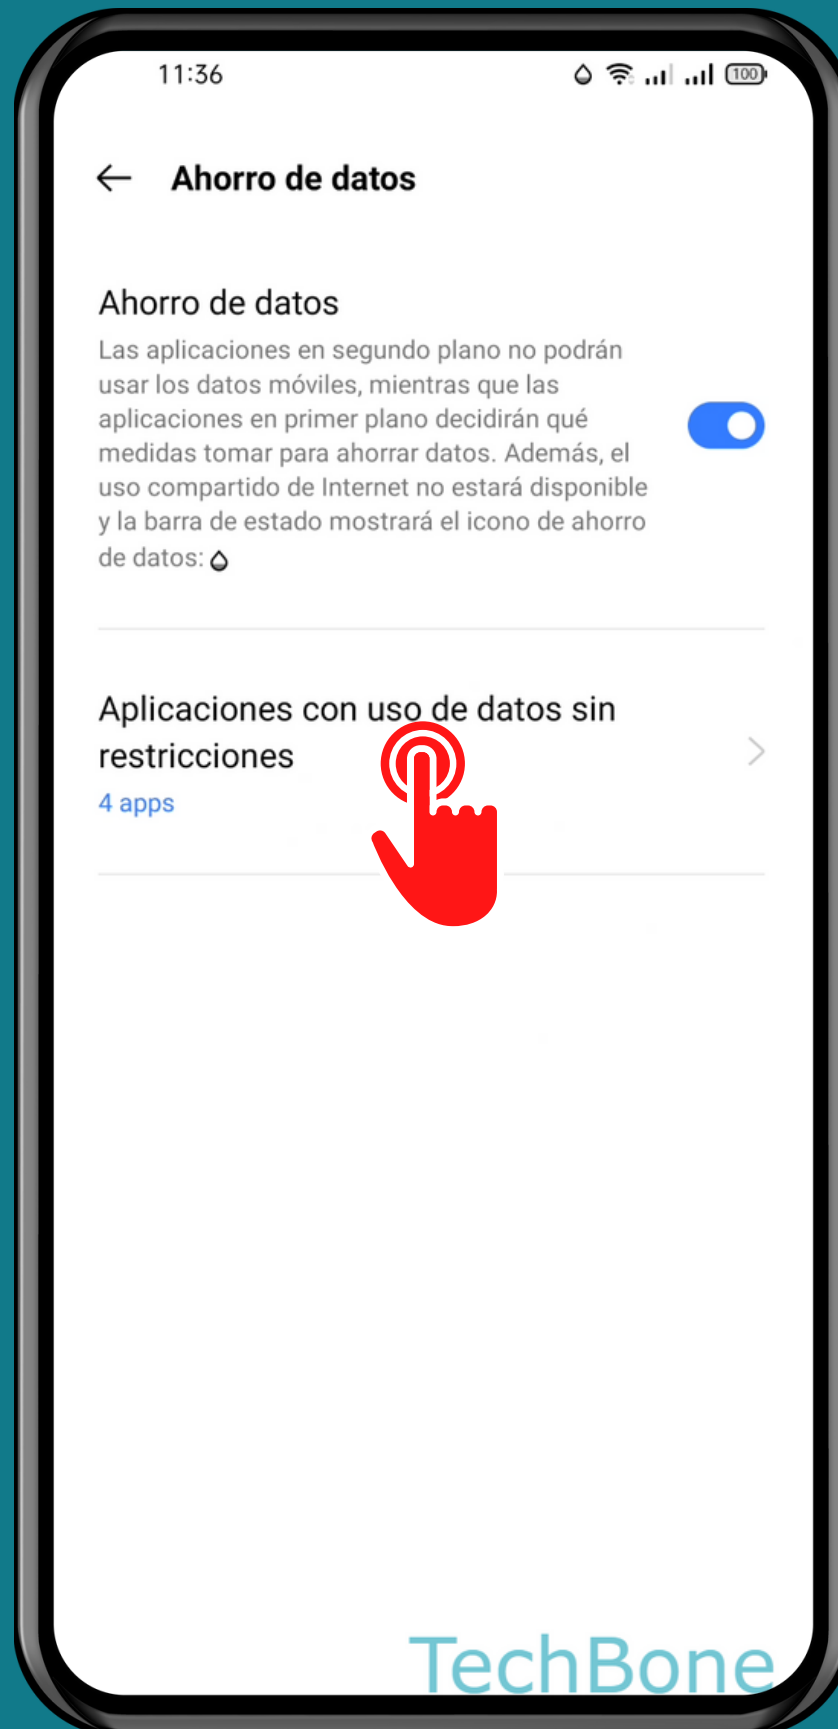 11:36
100
Ahorro de datos
Ahorro de datos
Las aplicaciones en segundo plano no podrán
usar los datos móviles, mientras que las
aplicaciones en primer plano decidirán qué
medidas tomar para ahorrar datos. Además, el
uso compartido de Internet no estará disponible
y la barra de estado mostrará el icono de ahorro
de datos:
Aplicaciones con uso de datos sin
restricciones
4 apps
TechBone